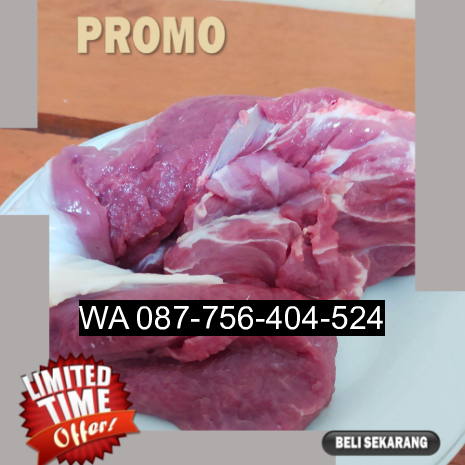 PROMO
WA 087-756-404-524
LIMITED
TIME
Offer!
BELI SEKARANG